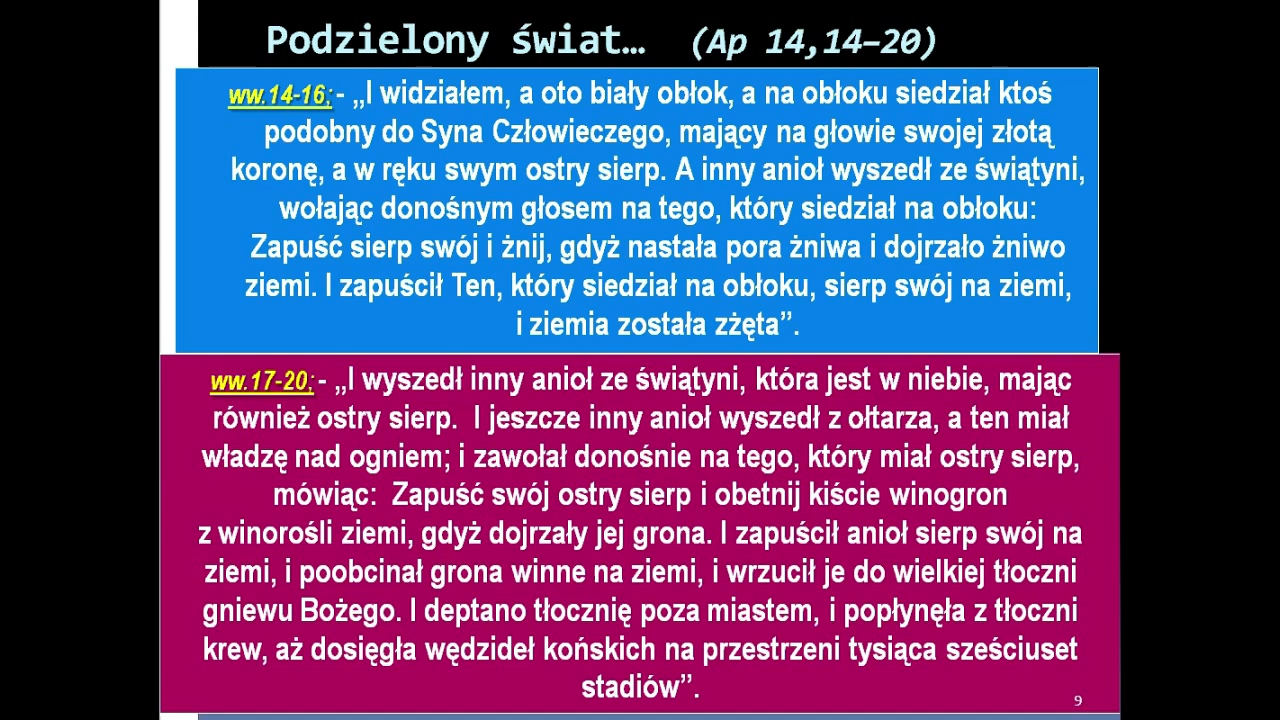 Podzielony świat… (Ap 14,14–20)
ww.14-16;- „I widziałem, a oto biały obłok, a na obłoku siedział ktoś
podobny do Syna Człowieczego, mający na głowie swojej złotą
koronę, a w ręku swym ostry sierp. A inny anioł wyszedł ze świątyni,
wołając donośnym głosem na tego, który siedział na obłoku:
Zapuść sierp swój i żnij, gdyż nastała pora żniwa i dojrzało żniwo
ziemi. I zapuścił Ten, który siedział na obłoku, sierp swój na ziemi,
i ziemia została zżęta”.
ww.17-20;- „I wyszedł inny anioł ze świątyni, która jest w niebie, mając
również ostry sierp. I jeszcze inny anioł wyszedł z ołtarza, a ten miał
władzę nad ogniem; i zawołał donośnie na tego, który miał ostry sierp,
mówiąc: Zapuść swój ostry sierp i obetnij kiście winogron
z winorośli ziemi, gdyż dojrzały jej grona. I zapuścił anioł sierp swój na
ziemi, i poobcinał grona winne na ziemi, i wrzucił je do wielkiej tłoczni
gniewu Bożego. I deptano tłocznię poza miastem, i popłynęła z tłoczni
krew, aż dosięgła wędzideł końskich na przestrzeni tysiąca sześciuset
stadiów”.
9